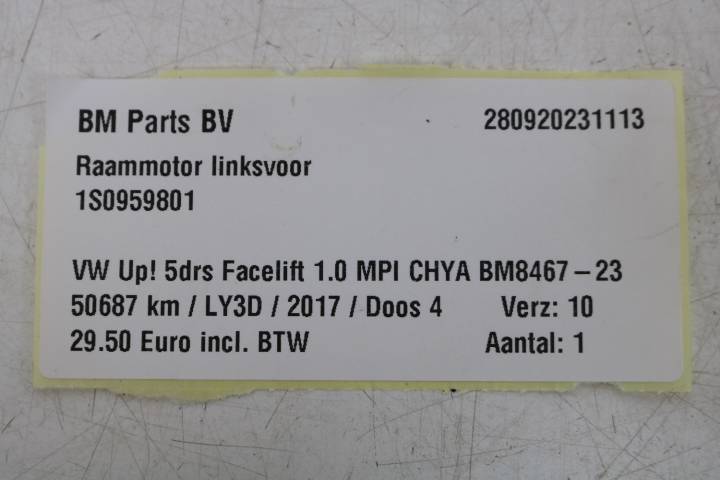 BM Parts BV 280920231113
Raammotor linksvoor
1S0959801
VW Up! 5drs Facelift 1.0 MPI CHYA BM8467-23
50687 km / LY3D / 2017 / Doos 4 Verz: 10
29.50 Euro incl. BTW Aantal: 1